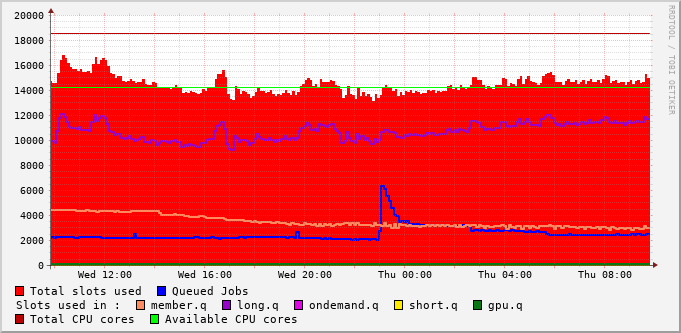 20000
18000
16000
14000
12000
10000
8000
6000
4000
2000
0
Wed 12:00 Wed 16:00 Wed 20:00 Thu 00:00 Thu 04:00 Thu 08:00
Total slots used Queued Jobs
Slots used in : member.q long.q ondemand.q short.q gpu.q
Total CPU cores Available CPU cores
RRDTOOL / TOBI OETIKER